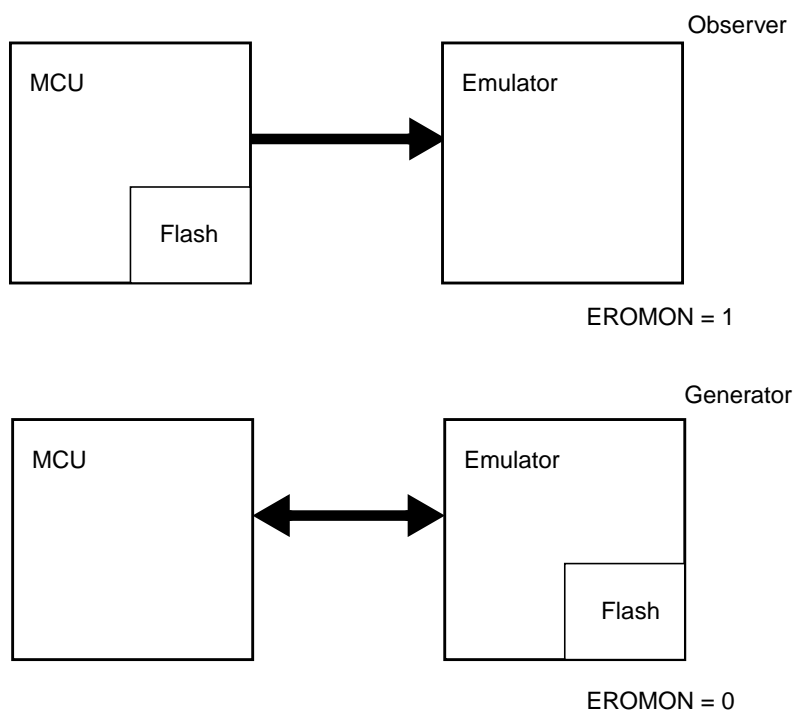 Observer
MCU
Emulator
Flash
EROMON = 1
Generator
MCU
Emulator
Flash
EROMON = 0